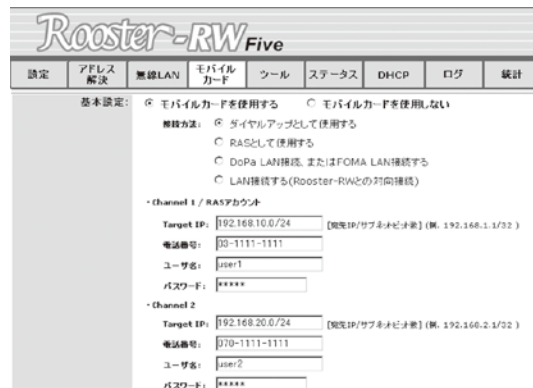 Rooster-RW Five
設定 アドレス解決 無線LAN モバイルカード ツール ステータス DHCP ログ 統計
基本設定: モバイルカードを使用する モバイルカードを使用しない
接続方法: ダイヤルアップとして使用する
RASとして使用する
DoPa LAN接続, またはFOMA LAN接続する
LAN接続する(Rooster-RWとの対向接続)
・Channel 1 / RASアカウント
Target IP: 192.168.10.0/24 [宛先IP/サブネットビット数] (例. 192.168.1.1/32 )
電話番号: 03-1111-1111
ユーザ名: user1
パスワード: *****
・Channel 2
Target IP: 192.168.20.0/24 [宛先IP/サブネットビット数] (例. 192.168.2.1/32 )
電話番号: 070-1111-1111
ユーザ名: user2
パスワード: *****